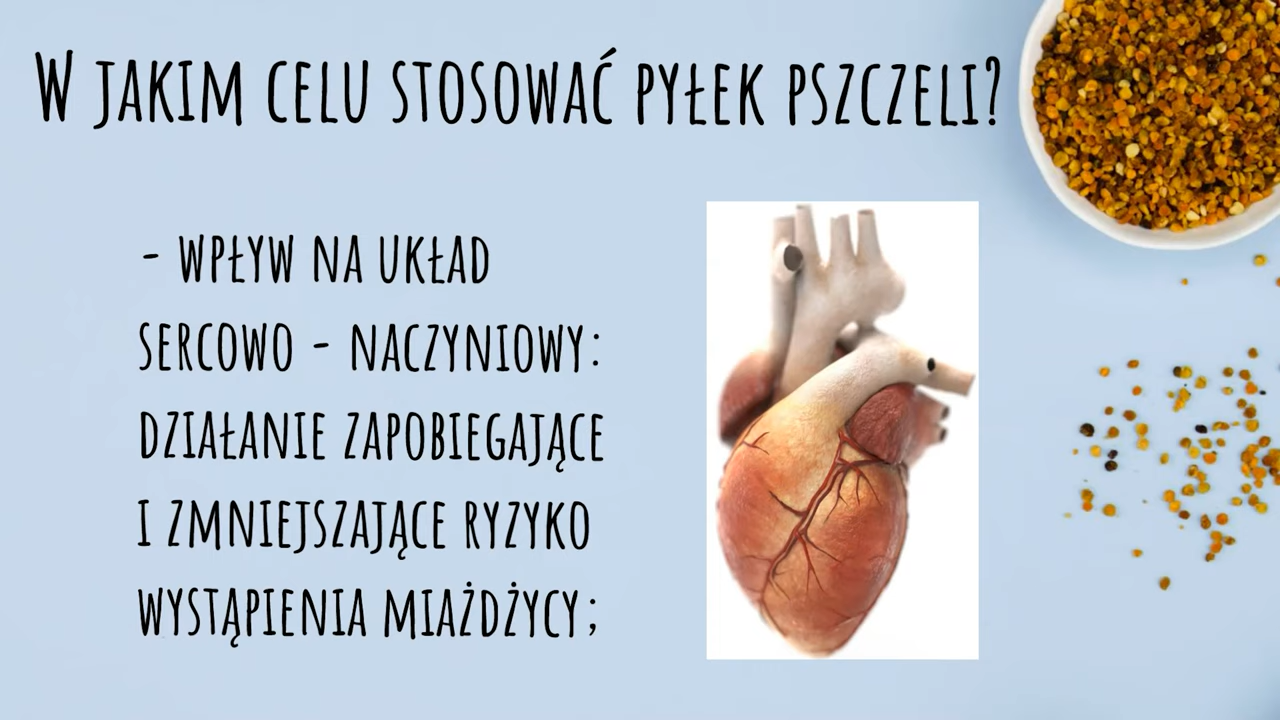 W JAKIM CELU STOSOWAĆ PYŁEK PSZCZELI?
- WPŁYW NA UKŁAD
SERCOWO - NACZYNIOWY:
DZIAŁANIE ZAPOBIEGAJĄCE
I ZMNIEJSZAJĄCE RYZYKO
WYSTĄPIENIA MIAŻDŻYCY;